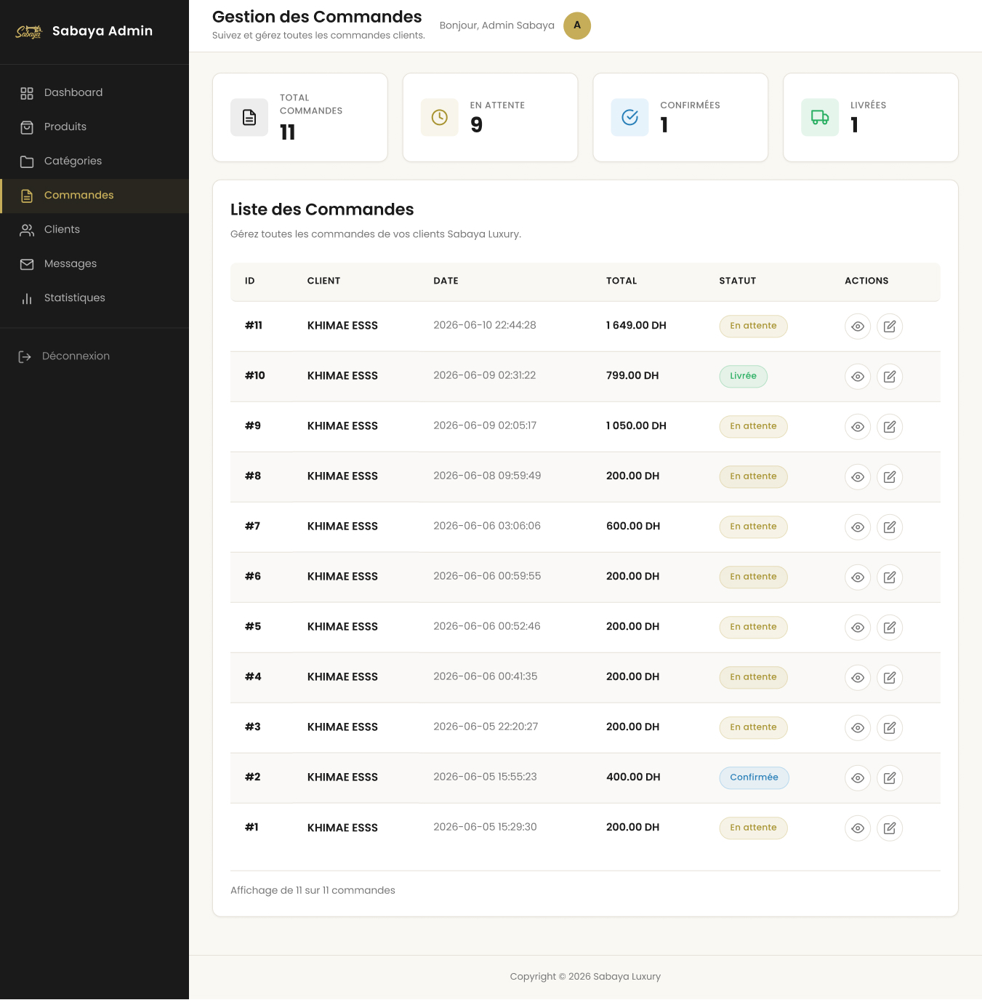 Sabaya
Sabaya Admin
Dashboard
Produits
Catégories
Commandes
Clients
Messages
Statistiques
Déconnexion
Gestion des Commandes
Suivez et gérez toutes les commandes clients.
Bonjour, Admin Sabaya
A
TOTAL
COMMANDES
11
EN ATTENTE
9
CONFIRMÉES
1
LIVRÉES
1
Liste des Commandes
Gérez toutes les commandes de vos clients Sabaya Luxury.
ID CLIENT DATE TOTAL STATUT ACTIONS
#11 KHIMAE ESSS 2026-06-10 22:44:28 1 649.00 DH En attente
#10 KHIMAE ESSS 2026-06-09 02:31:22 799.00 DH Livrée
#9 KHIMAE ESSS 2026-06-09 02:05:17 1 050.00 DH En attente
#8 KHIMAE ESSS 2026-06-08 09:59:49 200.00 DH En attente
#7 KHIMAE ESSS 2026-06-06 03:06:06 600.00 DH En attente
#6 KHIMAE ESSS 2026-06-06 00:59:55 200.00 DH En attente
#5 KHIMAE ESSS 2026-06-06 00:52:46 200.00 DH En attente
#4 KHIMAE ESSS 2026-06-06 00:41:35 200.00 DH En attente
#3 KHIMAE ESSS 2026-06-05 22:20:27 200.00 DH En attente
#2 KHIMAE ESSS 2026-06-05 15:55:23 400.00 DH Confirmée
#1 KHIMAE ESSS 2026-06-05 15:29:30 200.00 DH En attente
Affichage de 11 sur 11 commandes
Copyright © 2026 Sabaya Luxury